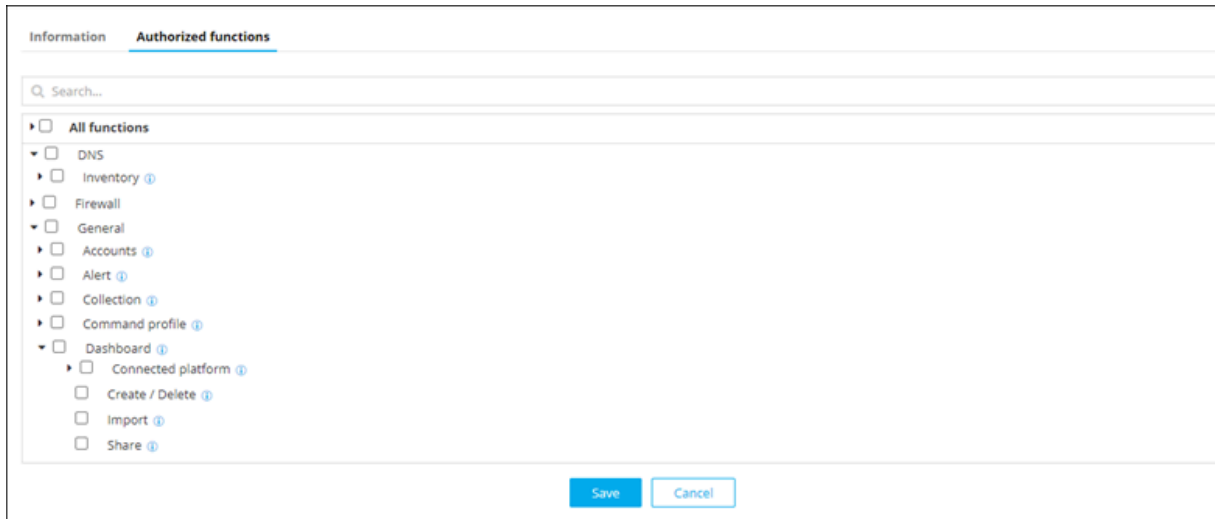 Information Authorized functions
Search...
All functions
DNS
Inventory
Firewall
General
Accounts
Alert
Collection
Command profile
Dashboard
Connected platform
Create / Delete
Import
Share
Save Cancel